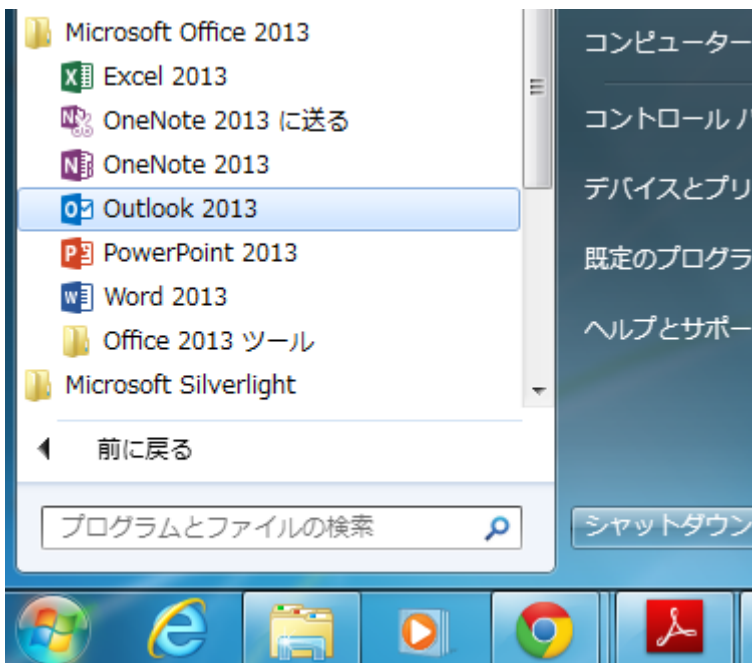 Microsoft Office 2013
Excel 2013
OneNote 2013 に送る
OneNote 2013
Outlook 2013
PowerPoint 2013
Word 2013
Office 2013 ツール
Microsoft Silverlight
前に戻る
プログラムとファイルの検索
コンピューター
コントロール パ
デバイスとプリ
既定のプログラ
ヘルプとサポー
シャットダウン